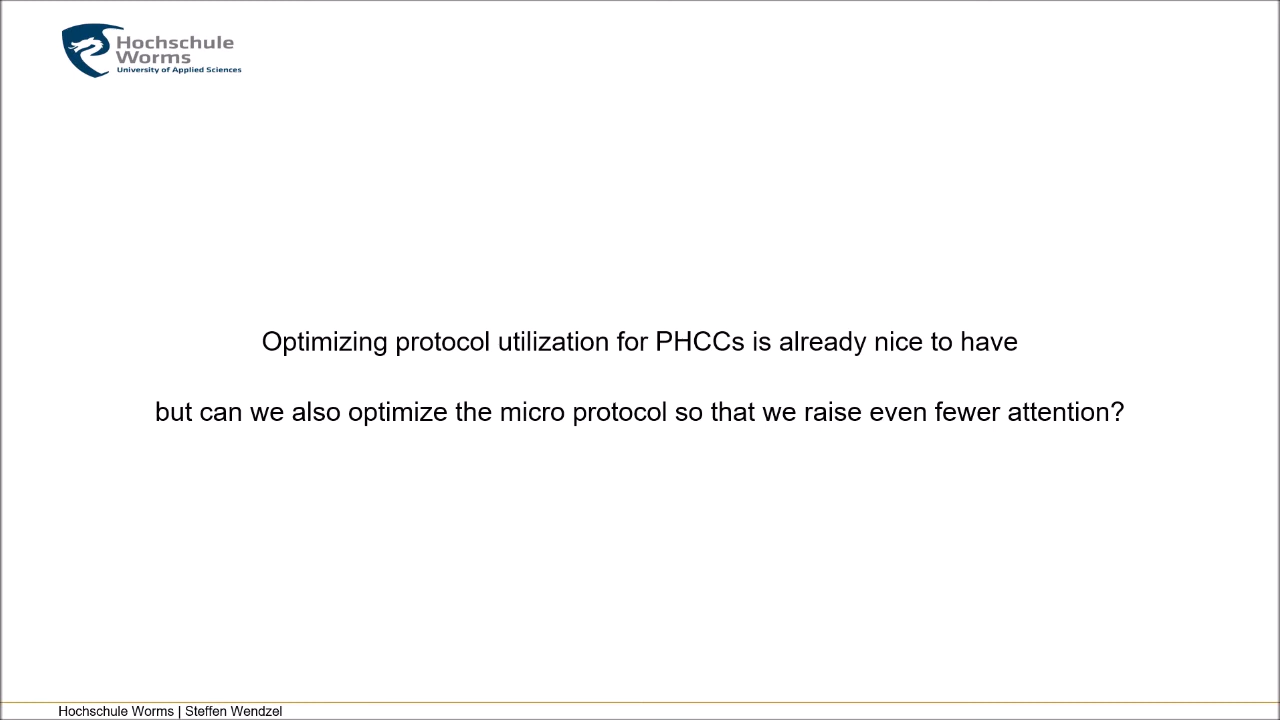 Hochschule
Worms
University of Applied Sciences
Optimizing protocol utilization for PHCCs is already nice to have
but can we also optimize the micro protocol so that we raise even fewer attention?
Hochschule Worms | Steffen Wendzel